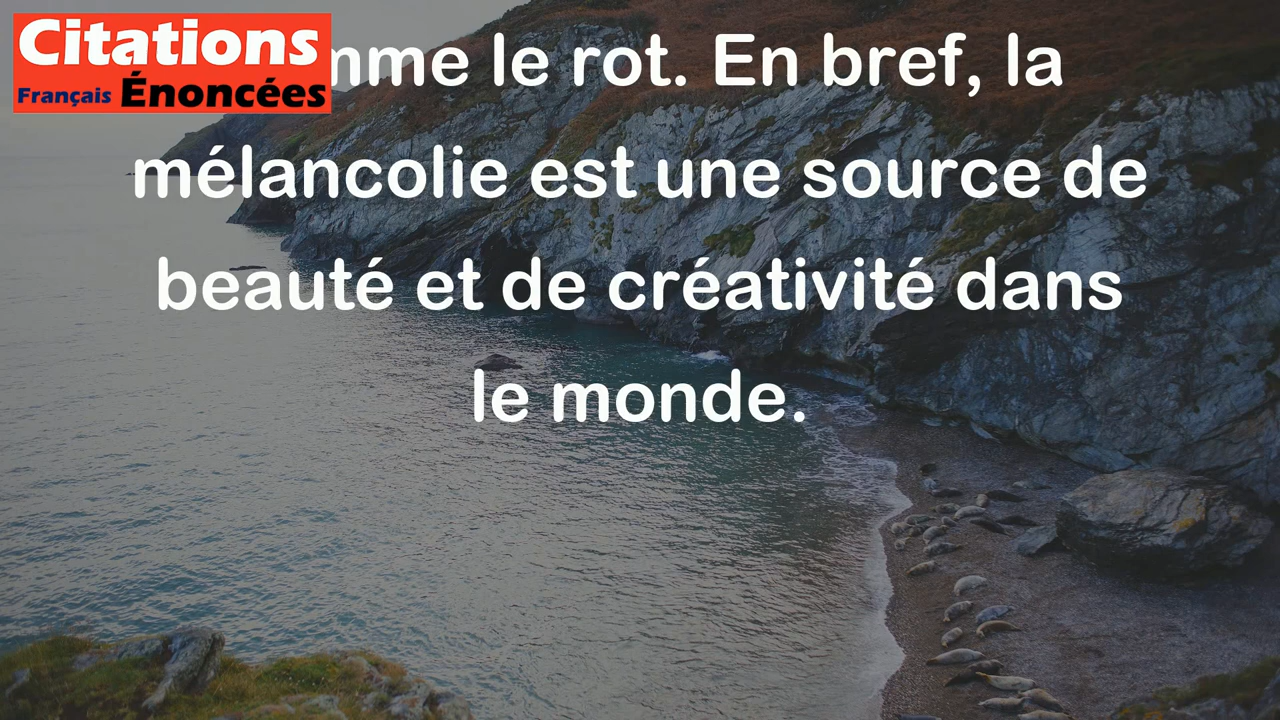 Citations
Français Énoncées
le rot. En bref, la
mélancolie est une source de
beauté et de créativité dans
le monde.